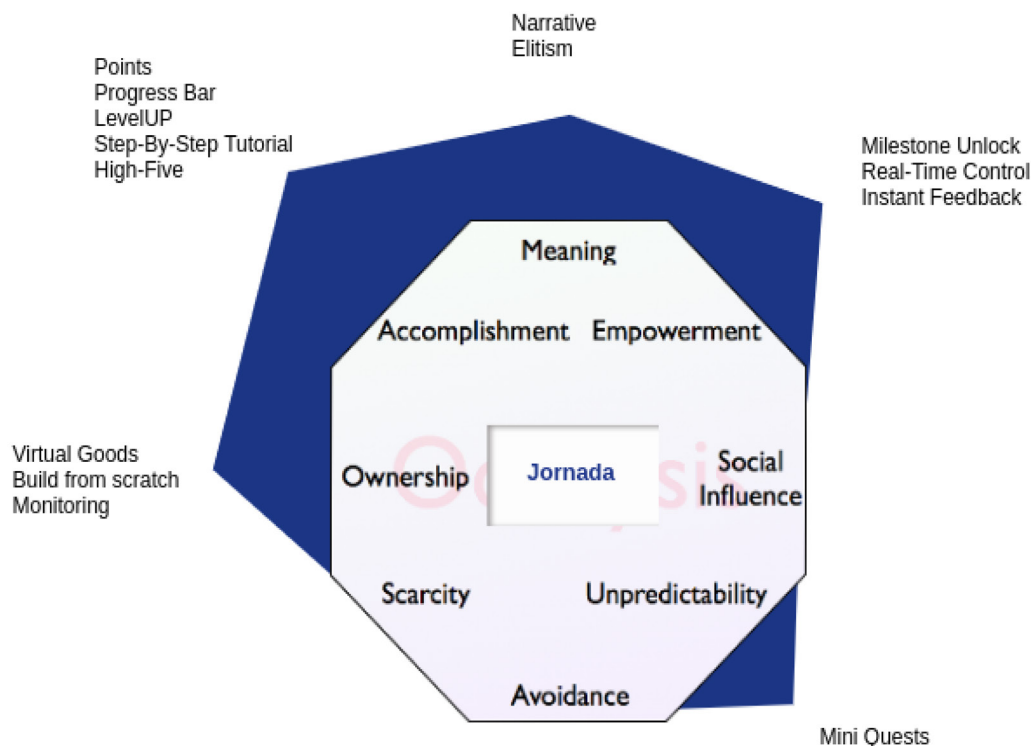 Narrative
Elitism
Points
Progress Bar
LevelUP
Step-By-Step Tutorial
High-Five
Milestone Unlock
Real-Time Control
Instant Feedback
Meaning
Accomplishment
Empowerment
Virtual Goods
Build from scratch
Monitoring
Ownership
Jornada
Social
Influence
Scarcity
Unpredictability
Avoidance
Mini Quests